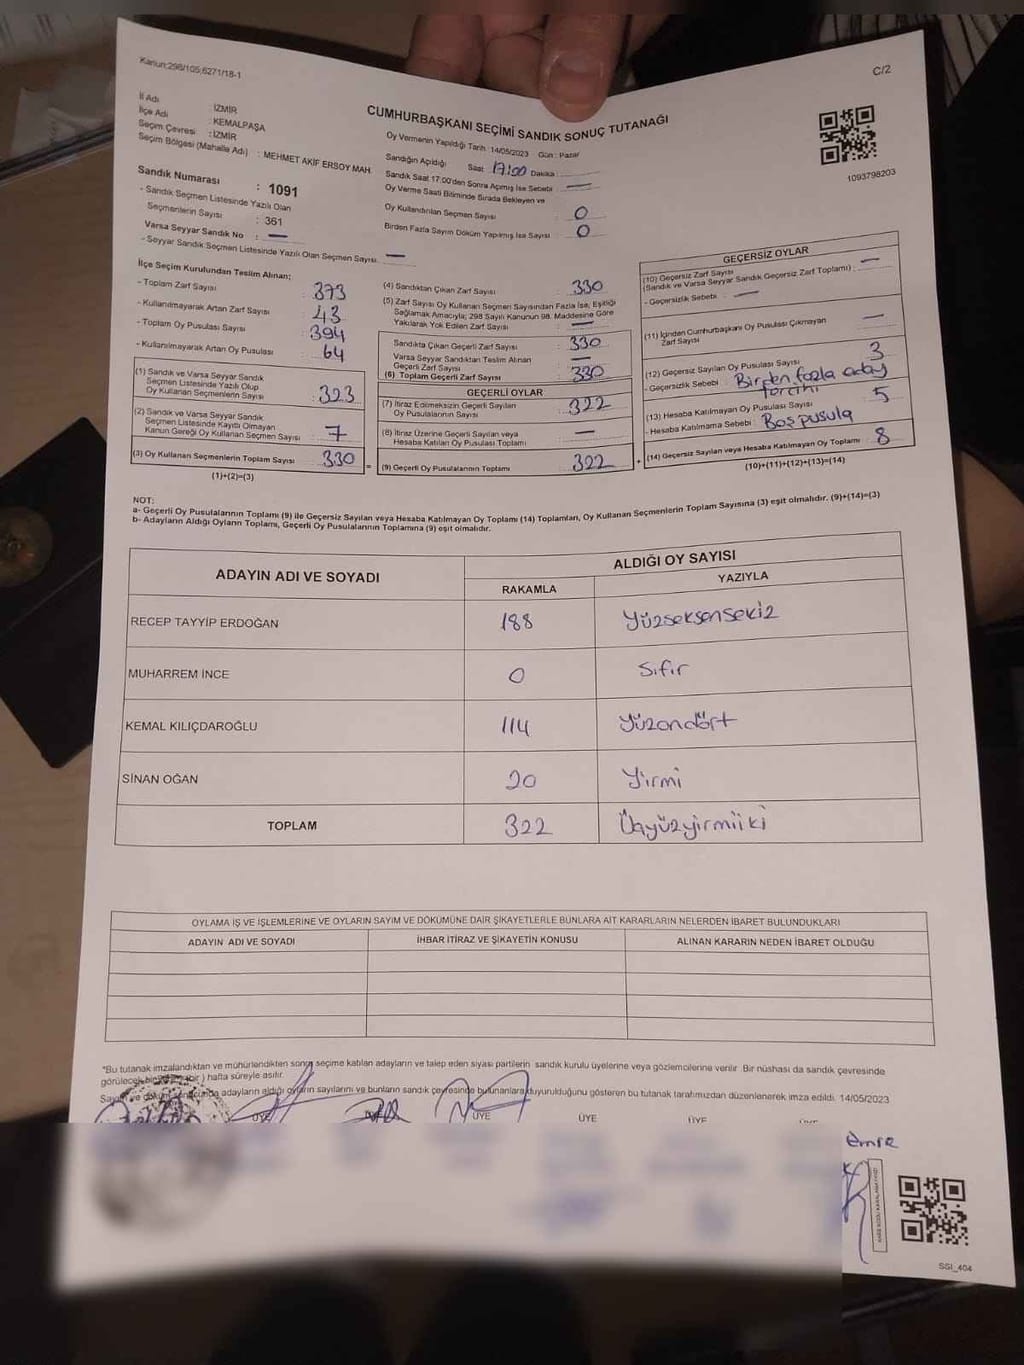 Kanun:298/105;6271/18-1
C/2
CUMHURBAŞKANI SEÇİMİ SANDIK SONUÇ TUTANAĞI
İl Adı : İZMİR
İlçe Adı : KEMALPAŞA
Seçim Çevresi : İZMİR
Seçim Bölgesi (Mahalle Adı) : MEHMET AKİF ERSOY MAH.
Sandık Numarası : 1091
- Sandık Seçmen Listesinde Yazılı Olan
Seçmenlerin Sayısı : 361
Varsa Seyyar Sandık No : —
- Seyyar Sandık Seçmen Listesinde Yazılı Olan Seçmen Sayısı : —
Oy Vermenin Yapıldığı Tarih : 14/05/2023 Gün : Pazar
Sandığın Açıldığı Saat 17:00 Dakika :
Sandık Saat 17:00'den Sonra Açılmış İse Sebebi : —
Oy Verme Saati Bitiminde Sırada Bekleyen ve
Oy Kullandırılan Seçmen Sayısı : 0
Birden Fazla Sayım Döküm Yapılmış İse Sayısı : 0
1093798203
İlçe Seçim Kurulundan Teslim Alınan;
- Toplam Zarf Sayısı : 373
- Kullanılmayarak Artan Zarf Sayısı : 43
- Toplam Oy Pusulası Sayısı : 394
- Kullanılmayarak Artan Oy Pusulası : 64
(1) Sandık ve Varsa Seyyar Sandık
Seçmen Listesinde Yazılı Olup
Oy Kullanan Seçmenlerin Sayısı : 323
(2) Sandık ve Varsa Seyyar Sandık
Seçmen Listesinde Kayıtlı Olmayan
Kanun Gereği Oy Kullanan Seçmen Sayısı : 7
(3) Oy Kullanan Seçmenlerin Toplam Sayısı : 330
(1)+(2)=(3)
(4) Sandıktan Çıkan Zarf Sayısı : 330
(5) Zarf Sayısı Oy Kullanan Seçmen Sayısından Fazla İse, Eşitliği
Sağlamak Amacıyla; 298 Sayılı Kanunun 98. Maddesine Göre
Yakılarak Yok Edilen Zarf Sayısı : —
Sandıkta Çıkan Geçerli Zarf Sayısı : 330
Varsa Seyyar Sandıktan Teslim Alınan
Geçerli Zarf Sayısı : —
(6) Toplam Geçerli Zarf Sayısı : 330
GEÇERLİ OYLAR
(7) İtiraz Edilmeksizin Geçerli Sayılan
Oy Pusulalarının Sayısı : 322
(8) İtiraz Üzerine Geçerli Sayılan veya
Hesaba Katılan Oy Pusulası Toplamı : —
(9) Geçerli Oy Pusulalarının Toplamı : 322
GEÇERSİZ OYLAR
(10) Geçersiz Zarf Sayısı
(Sandık ve Varsa Seyyar Sandık Geçersiz Zarf Toplamı) : —
- Geçersizlik Sebebi : —
(11) İçinden Cumhurbaşkanı Oy Pusulası Çıkmayan
Zarf Sayısı —
(12) Geçersiz Sayılan Oy Pusulası Sayısı : 3
- Geçersizlik Sebebi : Birden fazla aday
tercihi
(13) Hesaba Katılmayan Oy Pusulası Sayısı : 5
- Hesaba Katılmama Sebebi : Boş pusula
(14) Geçersiz Sayılan veya Hesaba Katılmayan Oy Toplamı : 8
(10)+(11)+(12)+(13)=(14)
NOT:
a- Geçerli Oy Pusulalarının Toplamı (9) ile Geçersiz Sayılan veya Hesaba Katılmayan Oy Toplamı (14) Toplamları, Oy Kullanan Seçmenlerin Toplam Sayısına (3) eşit olmalıdır. (9)+(14)=(3)
b- Adayların Aldığı Oyların Toplamı, Geçerli Oy Pusulalarının Toplamına (9) eşit olmalıdır.
ADAYIN ADI VE SOYADI ALDIĞI OY SAYISI
RAKAMLA YAZIYLA
RECEP TAYYİP ERDOĞAN 188 Yüzseksensekiz
MUHARREM İNCE 0 Sıfır
KEMAL KILIÇDAROĞLU 114 Yüzondört
SİNAN OĞAN 20 Yirmi
TOPLAM 322 Üçyüzyirmiiki
OYLAMA İŞ VE İŞLEMLERİNE VE OYLARIN SAYIM VE DÖKÜMÜNE DAİR ŞİKAYETLERLE BUNLARA AİT KARARLARIN NELERDEN İBARET BULUNDUKLARI
ADAYIN ADI VE SOYADI İHBAR İTİRAZ VE ŞİKAYETİN KONUSU ALINAN KARARIN NEDEN İBARET OLDUĞU
*Bu tutanak imzalandıktan ve mühürlendikten sonra seçime katılan adayların ve talep eden siyasi partilerin sandık kurulu üyelerine veya gözlemcilerine verilir. Bir nüshası da sandık çevresinde
görülecek bir ) hafta süreyle asılır.
adayların aldığı oyların sayılarını ve bunların sandık çevresinde bulunanlara duyurulduğunu gösteren bu tutanak tarafımızdan düzenlenerek imza edildi. 14/05/2023
ÜYE ÜYE ÜYE ÜYE
Emre
SGI_404